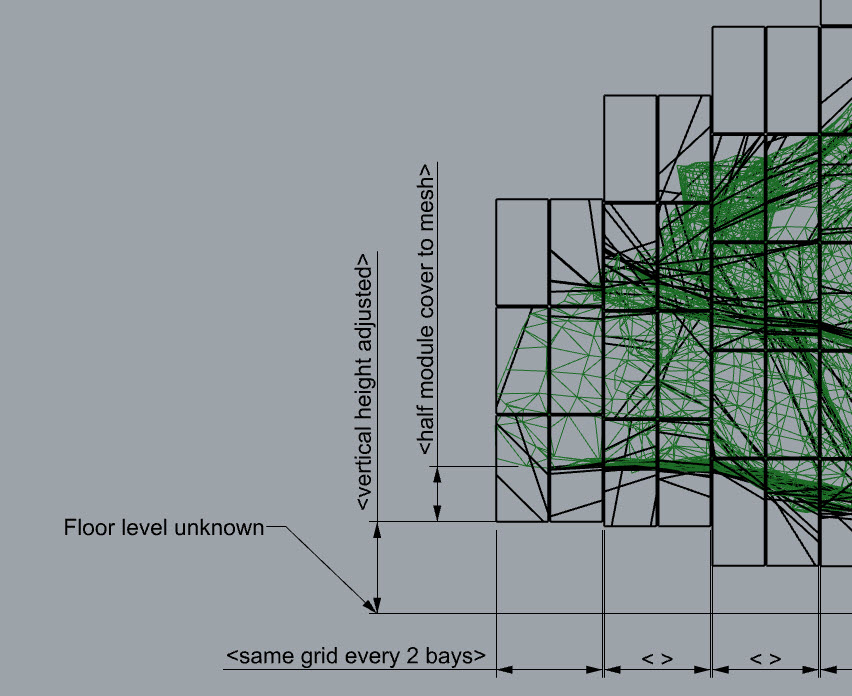 <half module cover to mesh>
<vertical height adjusted>
Floor level unknown
<same grid every 2 bays>
< >
< >